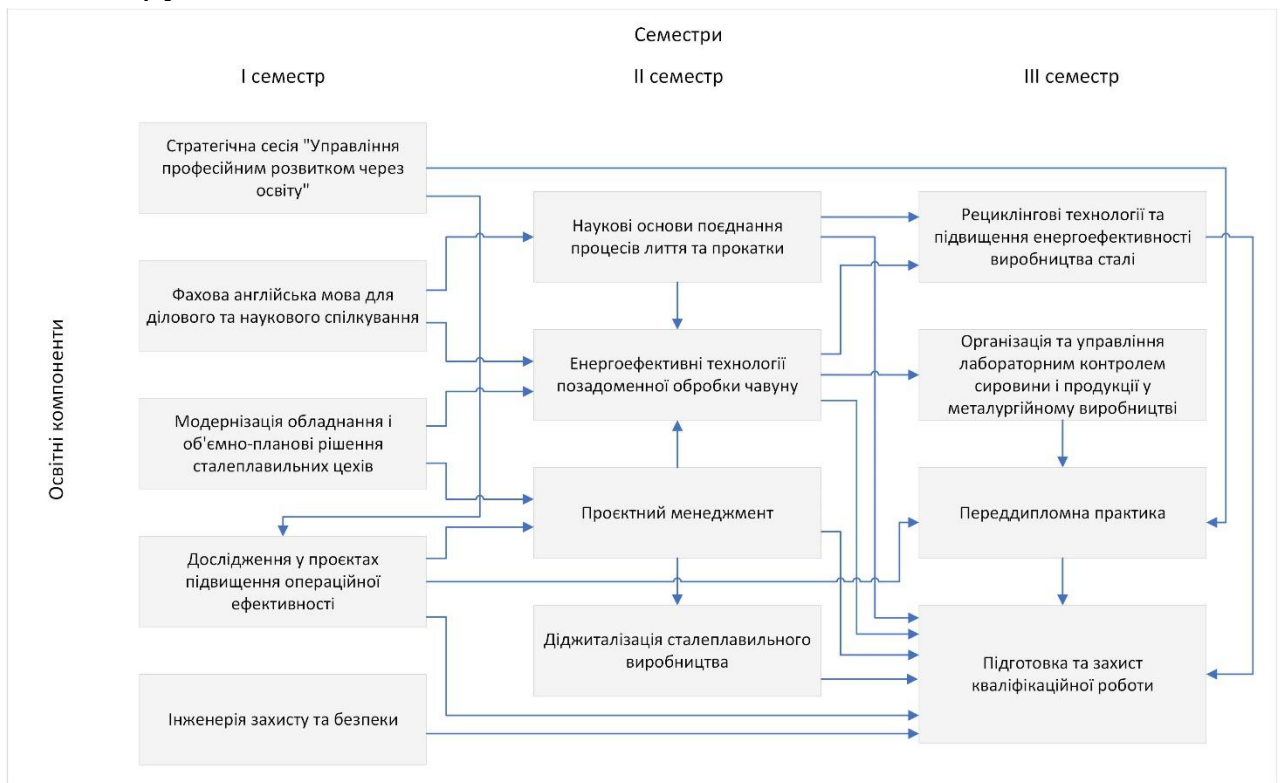 Семестри
І семестр
ІІ семестр
ІІІ семестр
Освітні компоненти
Стратегічна сесія "Управління
професійним розвитком через
освіту"
Фахова англійська мова для
ділового та наукового спілкування
Модернізація обладнання і
об'ємно-планові рішення
сталеплавильних цехів
Дослідження у проєктах
підвищення операційної
ефективності
Інженерія захисту та безпеки
Наукові основи поєднання
процесів лиття та прокатки
Енергоефективні технології
позадоменної обробки чавуну
Проєктний менеджмент
Діджиталізація сталеплавильного
виробництва
Рециклінгові технології та
підвищення енергоефективності
виробництва сталі
Організація та управління
лабораторним контролем
сировини і продукції у
металургійному виробництві
Переддипломна практика
Підготовка та захист
кваліфікаційної роботи